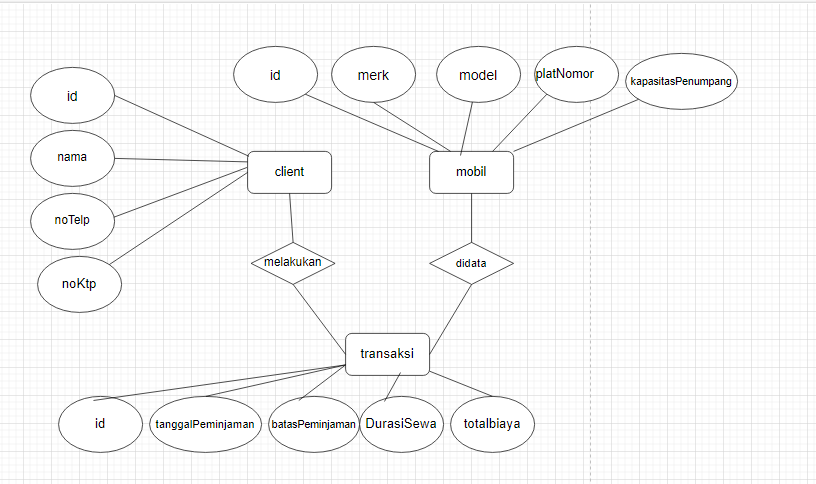 id
merk
model
platNomor
kapasitasPenumpang
id
nama
noTelp
noKtp
client
mobil
melakukan
didata
transaksi
id
tanggalPeminjaman
batasPeminjaman
DurasiSewa
totalbiaya